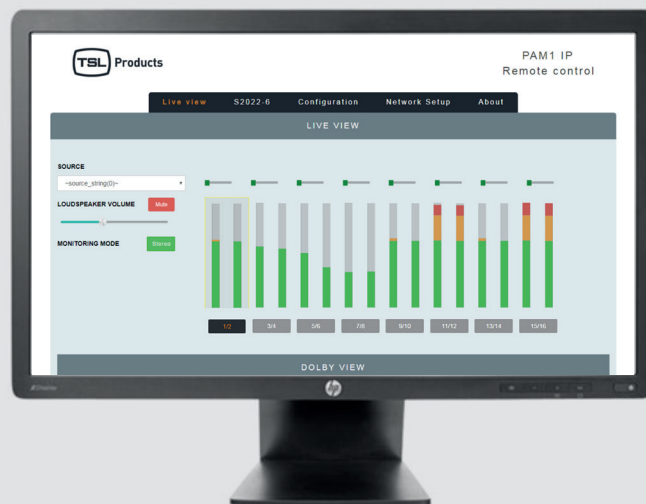 TSL Products
PAM1 IP
Remote control
Live view S2022-6 Configuration Network Setup About
LIVE VIEW
SOURCE
~source_string(0)~
LOUDSPEAKER VOLUME Mute
MONITORING MODE Stereo
1/2 3/4 5/6 7/8 9/10 11/12 13/14 15/16
DOLBY VIEW
hp